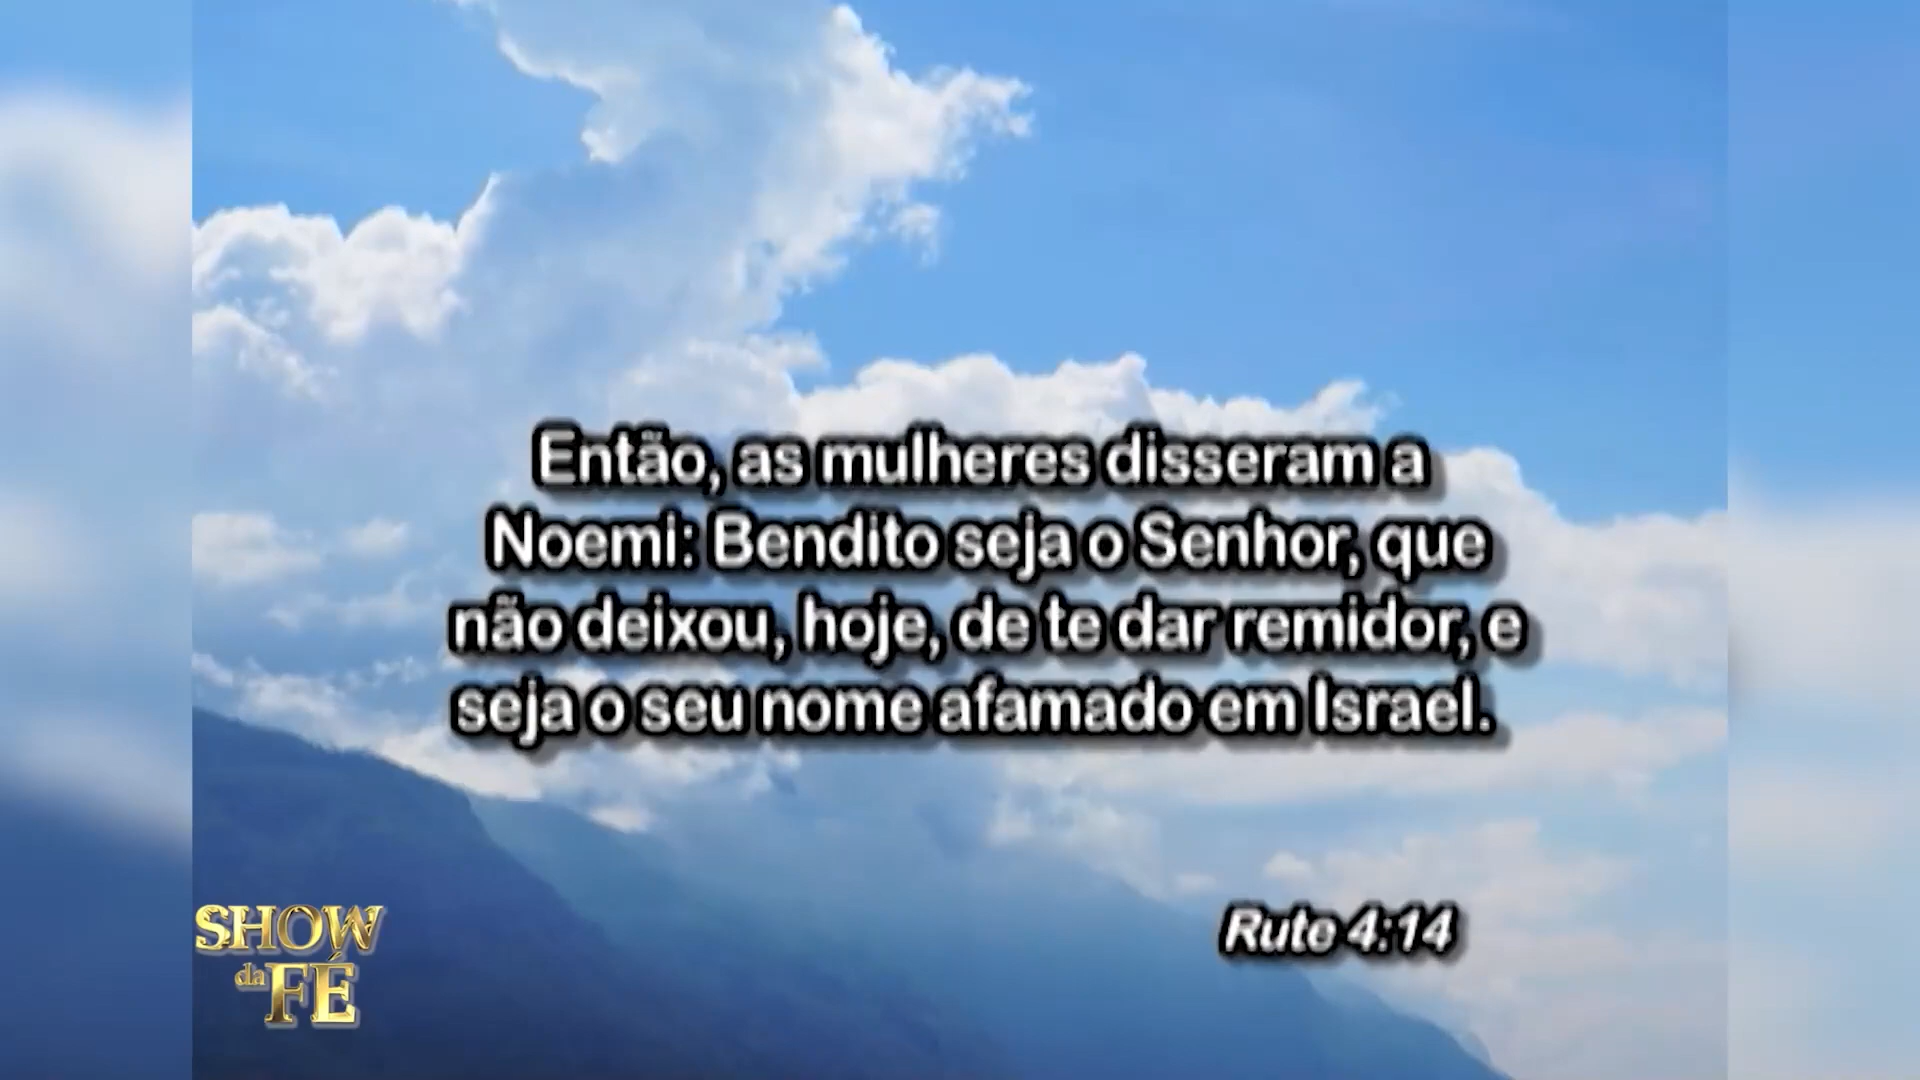 Então, as mulheres disseram a
Noemi: Bendito seja o Senhor, que
não deixou, hoje, de te dar remidor, e
seja o seu nome afamado em Israel.
Rute 4:14
SHOW
da FÉ